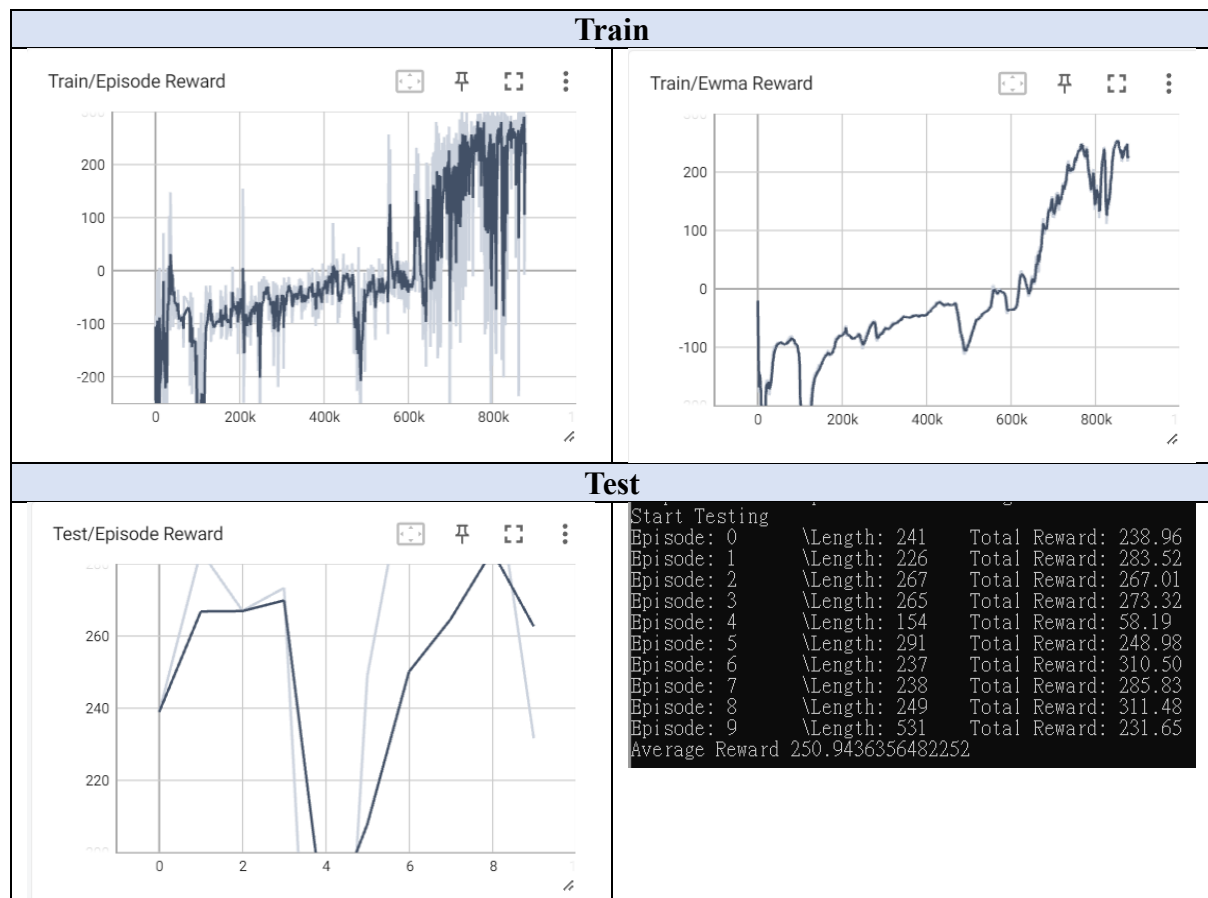 Train
Train/Episode Reward
200
100
0
-100
-200
0 200k 400k 600k 800k
Train/Ewma Reward
200
100
0
-100
0 200k 400k 600k 800k
Test
Test/Episode Reward
260
240
220
0 2 4 6 8
Start Testing
Episode: 0 \Length: 241 Total Reward: 238.96
Episode: 1 \Length: 226 Total Reward: 283.52
Episode: 2 \Length: 267 Total Reward: 267.01
Episode: 3 \Length: 265 Total Reward: 273.32
Episode: 4 \Length: 154 Total Reward: 58.19
Episode: 5 \Length: 291 Total Reward: 248.98
Episode: 6 \Length: 237 Total Reward: 310.50
Episode: 7 \Length: 238 Total Reward: 285.83
Episode: 8 \Length: 249 Total Reward: 311.48
Episode: 9 \Length: 531 Total Reward: 231.65
Average Reward 250.9436356482252